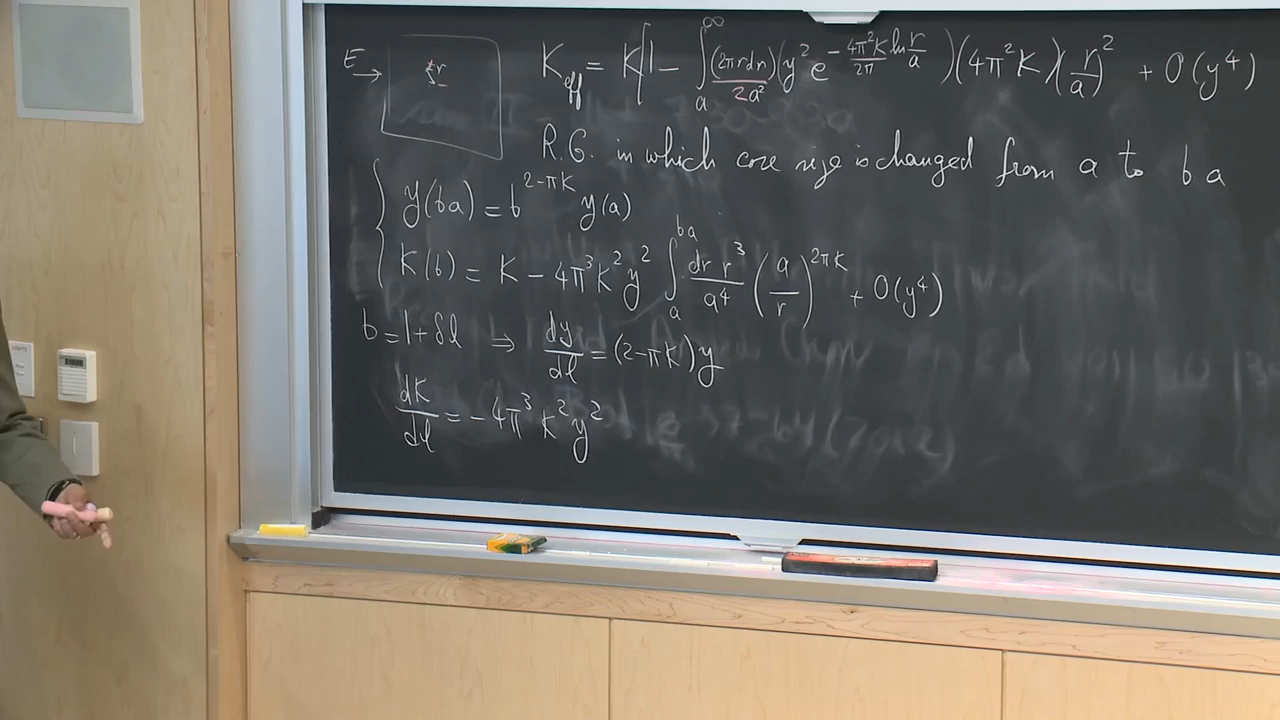 E → r K_eff = K[1 - ∫_a^∞ (2πrdr)/(2a²) (y² e^{-4π²K/2π ln r/a})(4π²K)(r/a)² + O(y⁴)
R.G. in which core size is changed from a to ba
y(ba) = b^{2-πK} y(a)
K(b) = K - 4π³K²y² ∫_a^{ba} dr r³/a⁴ (a/r)^{2πK} + O(y⁴)
b = 1 + δl ⇒ dy/dl = (2-πK)y
dK/dl = -4π³K²y²